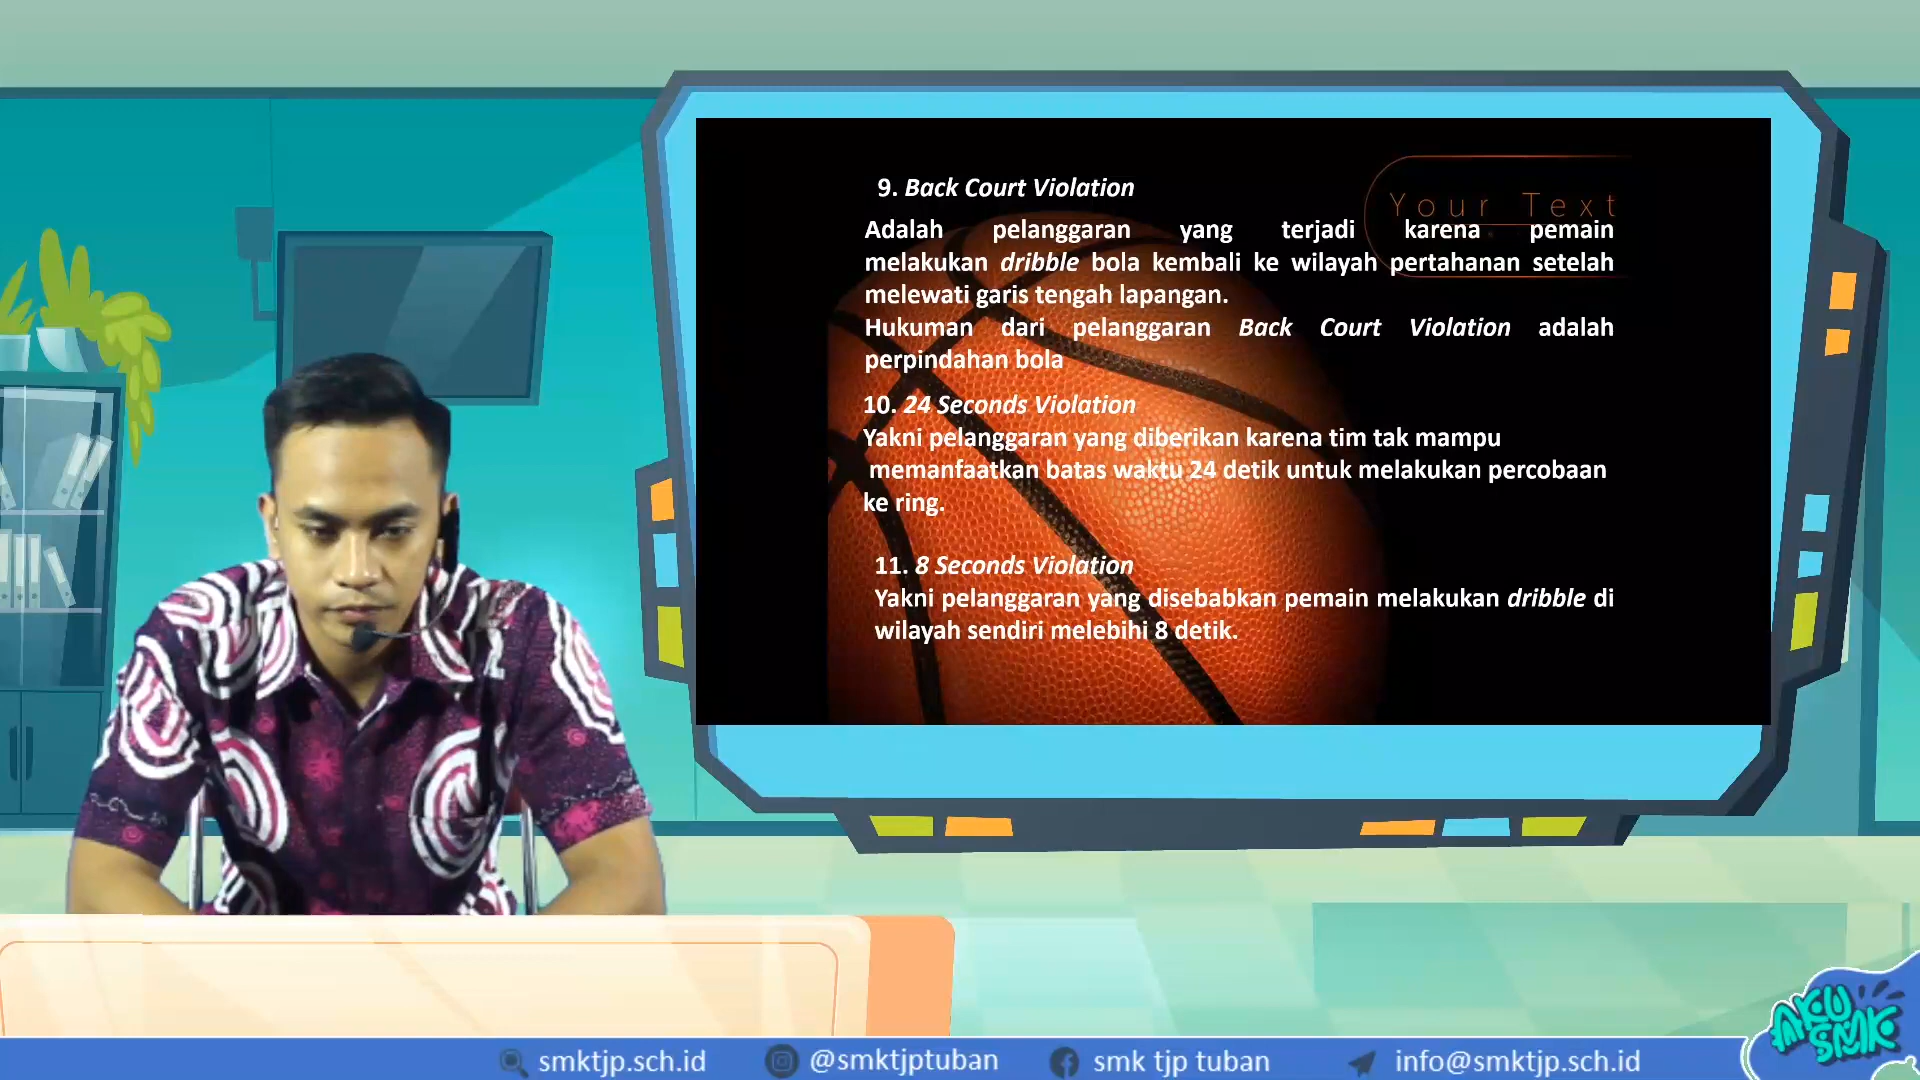 Your Text
9. Back Court Violation
Adalah pelanggaran yang terjadi karena pemain
melakukan dribble bola kembali ke wilayah pertahanan setelah
melewati garis tengah lapangan.
Hukuman dari pelanggaran Back Court Violation adalah
perpindahan bola
10. 24 Seconds Violation
Yakni pelanggaran yang diberikan karena tim tak mampu
memanfaatkan batas waktu 24 detik untuk melakukan percobaan
ke ring.
11. 8 Seconds Violation
Yakni pelanggaran yang disebabkan pemain melakukan dribble di
wilayah sendiri melebihi 8 detik.
smktjp.sch.id @smktjptuban smk tjp tuban info@smktjp.sch.id
AKU
SMK